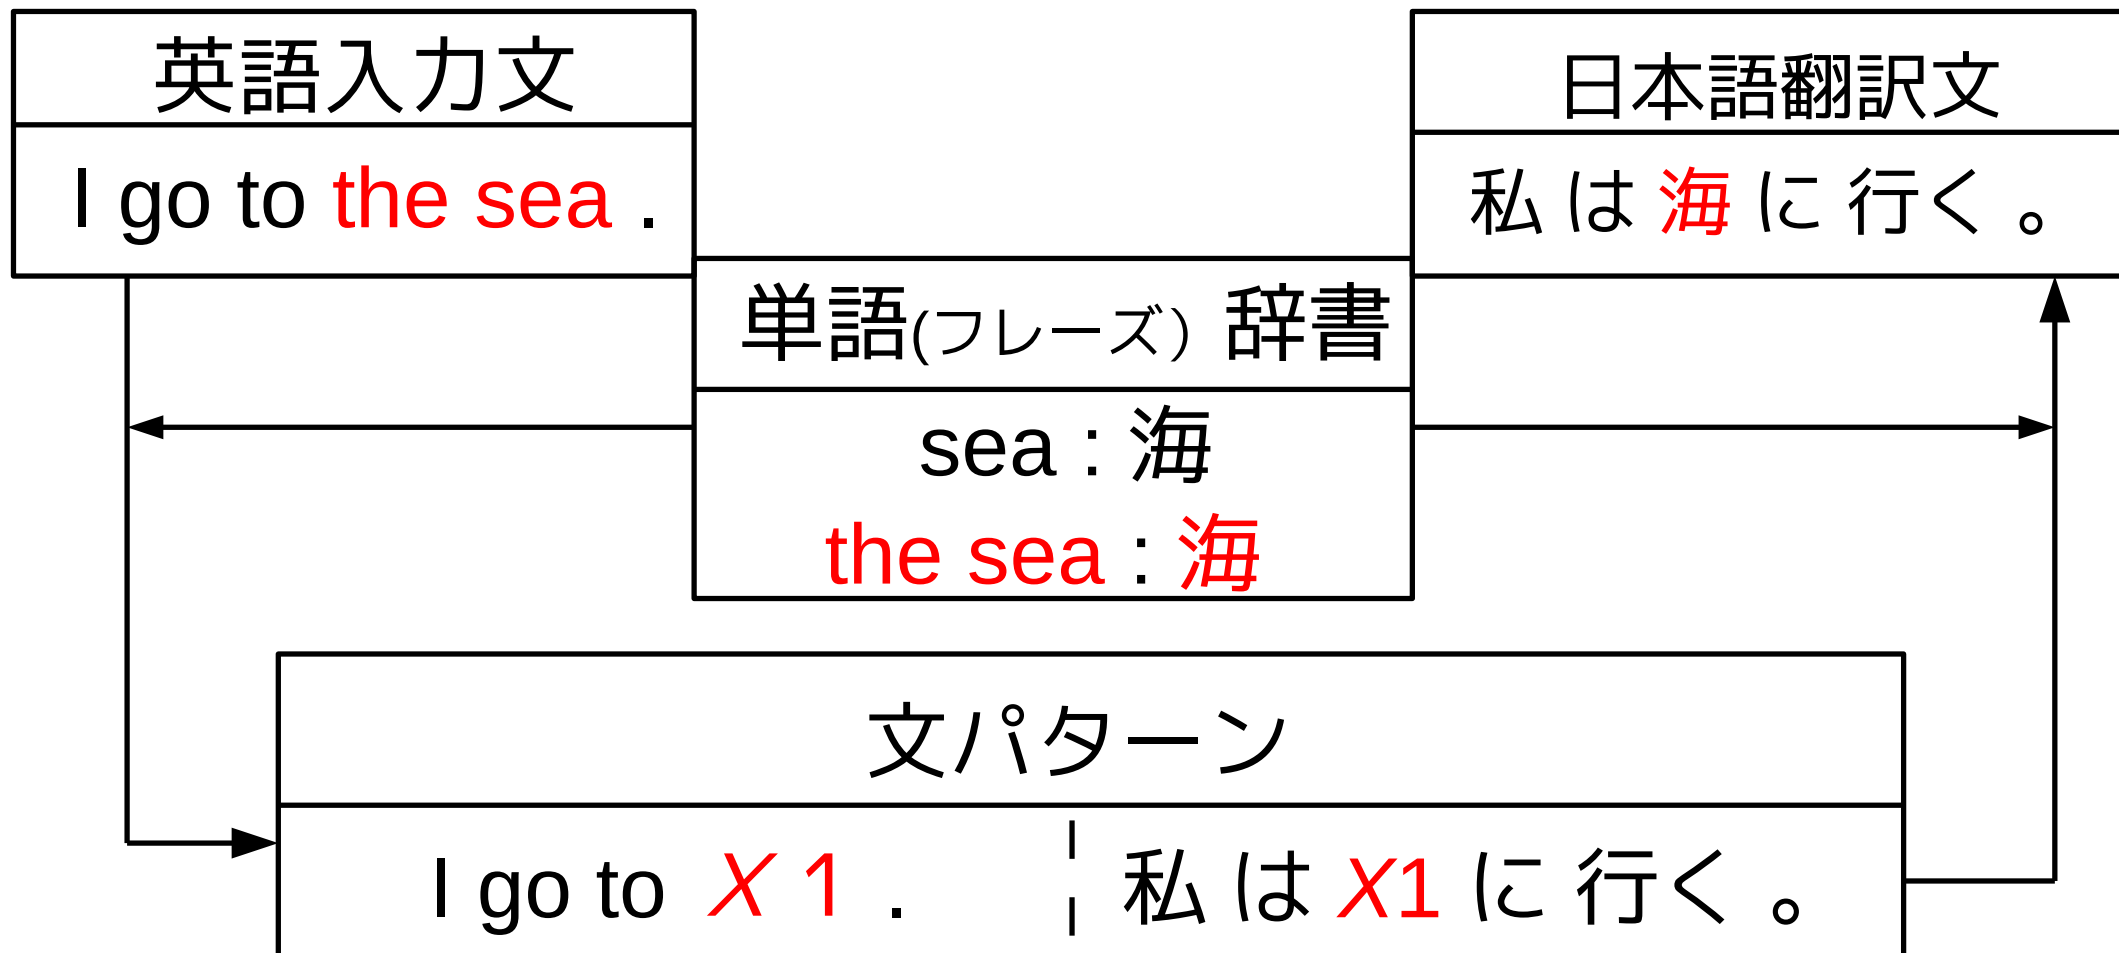 英語入力文
I go to the sea .
日本語翻訳文
私 は 海 に 行く 。
単語(フレーズ) 辞書
sea : 海
the sea : 海
文パターン
I go to X 1 .
私 は X1 に 行く 。